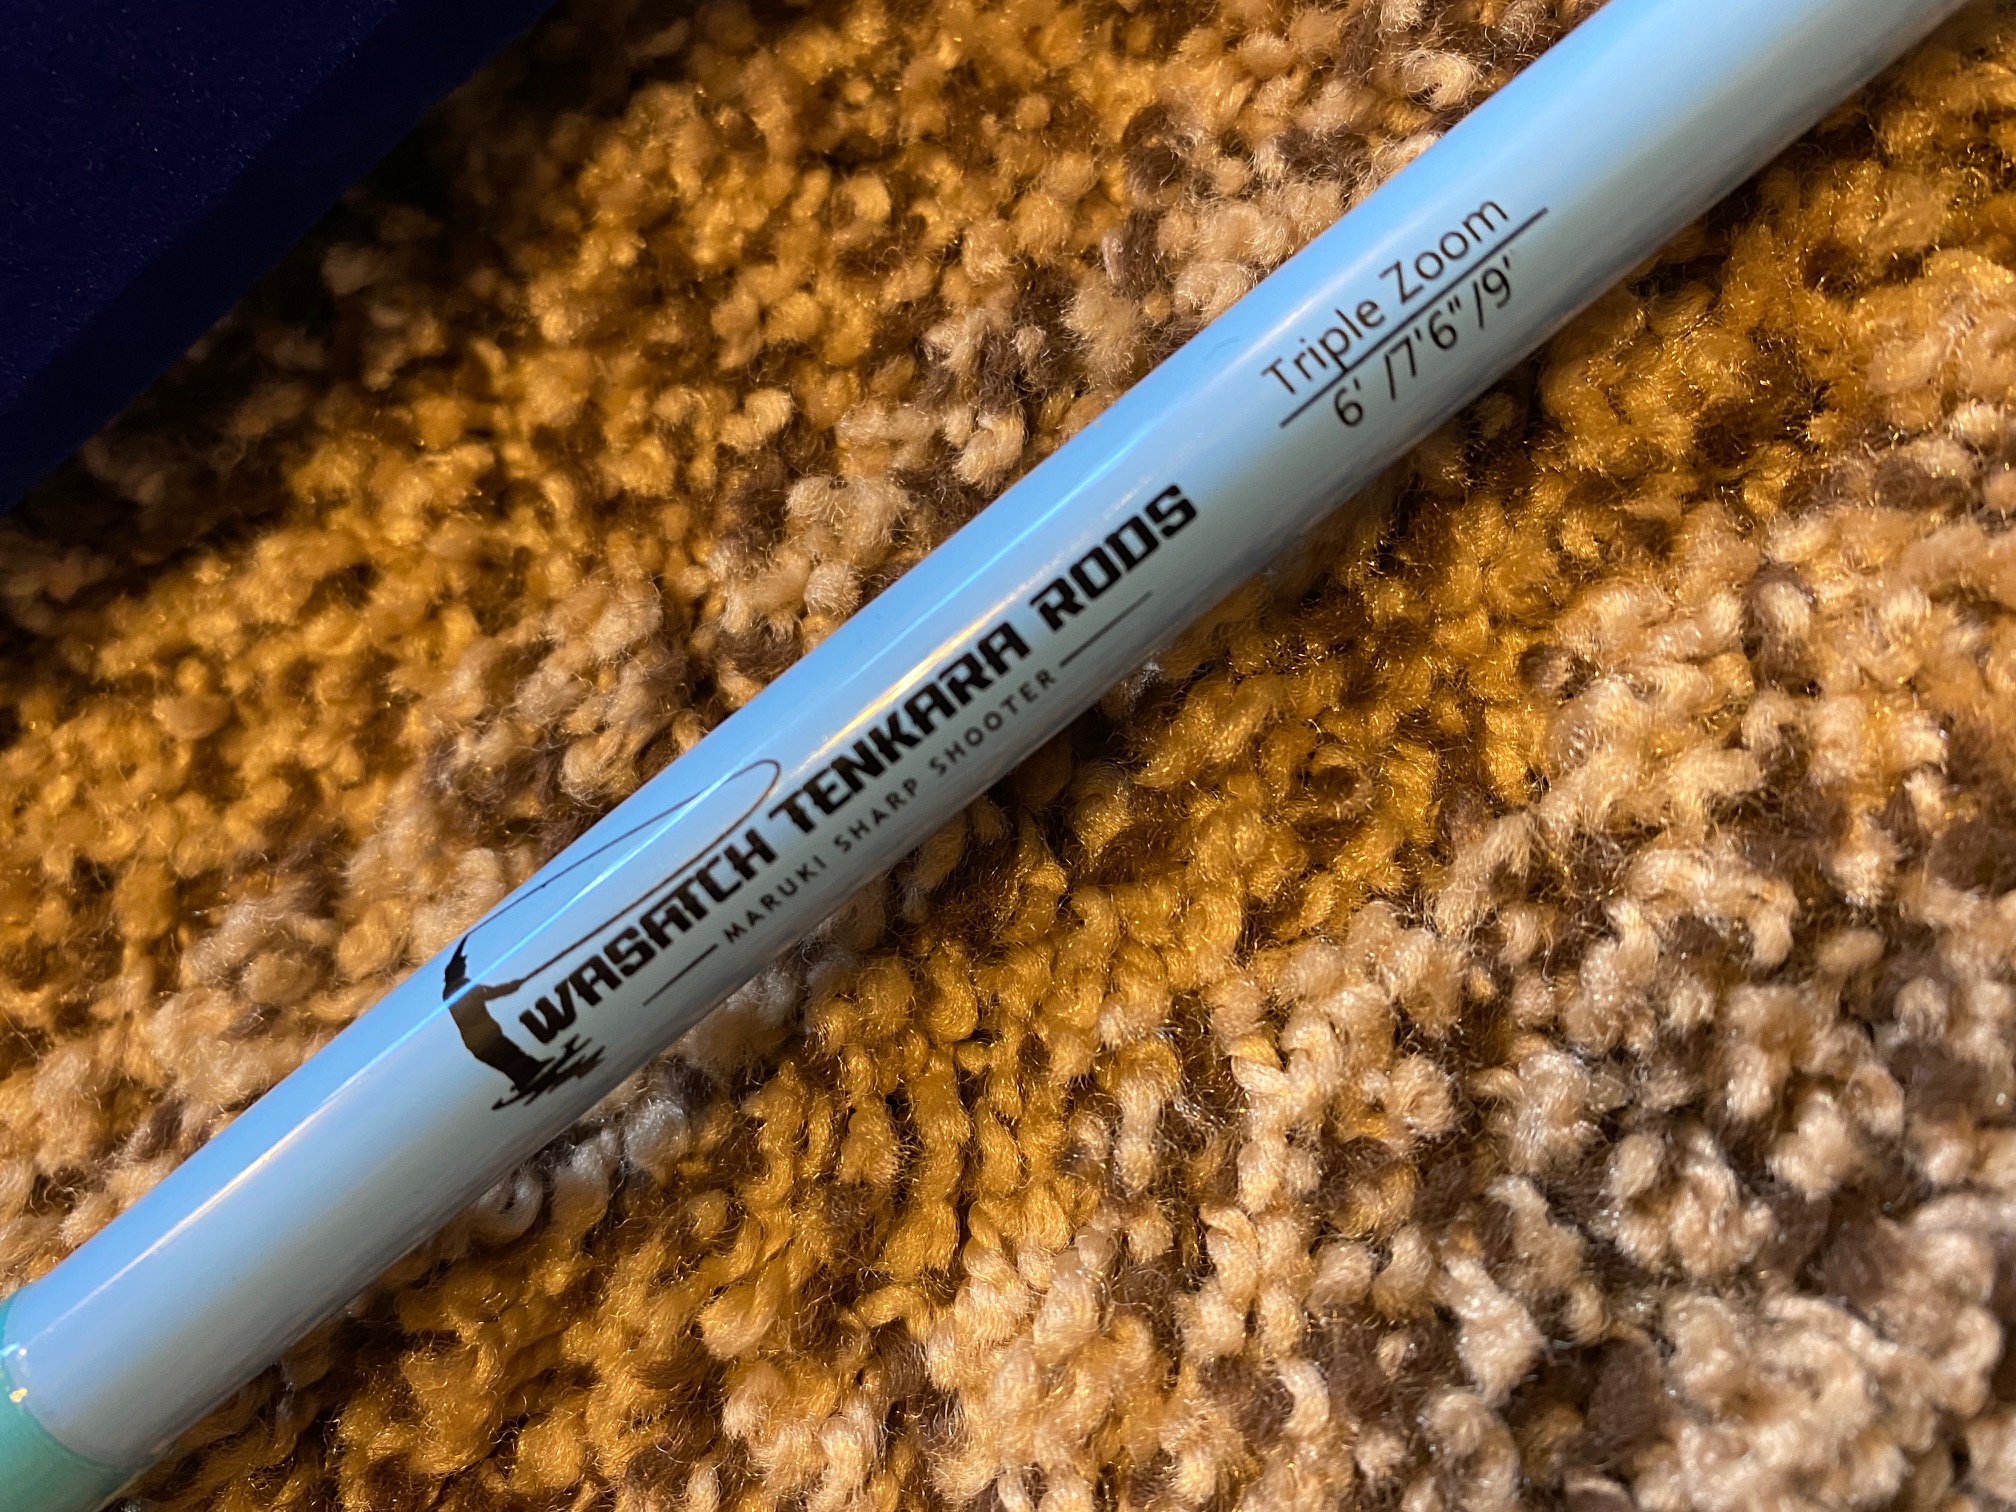 WASATCH TENKARA RODS
MARUKI SHARP SHOOTER
Triple Zoom
6' /7'6" /9'